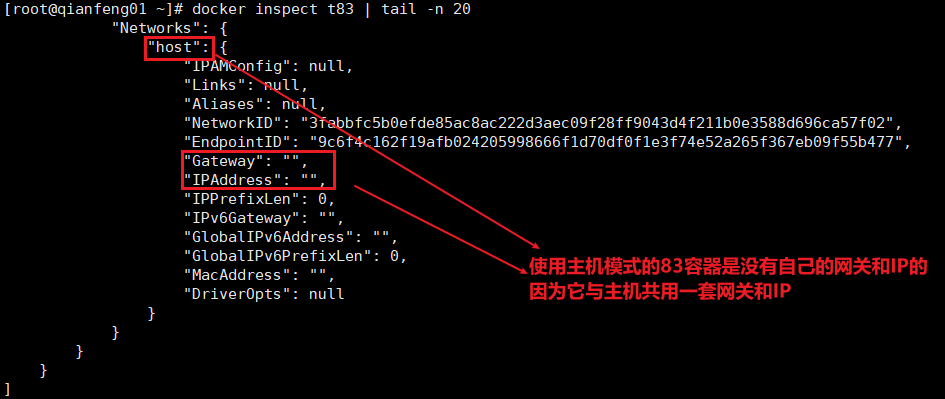 [root@qianfeng01 ~]# docker inspect t83 | tail -n 20
"Networks": {
"host": {
"IPAMConfig": null,
"Links": null,
"Aliases": null,
"NetworkID": "3fabbfc5b0efde85ac8ac222d3aec09f28ff9043d4f211b0e3588d696ca57f02",
"EndpointID": "9c6f4c162f19afb024205998666f1d70df0f1e3f74e52a265f367eb09f55b477",
"Gateway": "",
"IPAddress": "",
"IPPrefixLen": 0,
"IPv6Gateway": "",
"GlobalIPv6Address": "",
"GlobalIPv6PrefixLen": 0,
"MacAddress": "",
"DriverOpts": null
}
}
}
}
]
使用主机模式的83容器是没有自己的网关和IP的
因为它与主机共用一套网关和IP